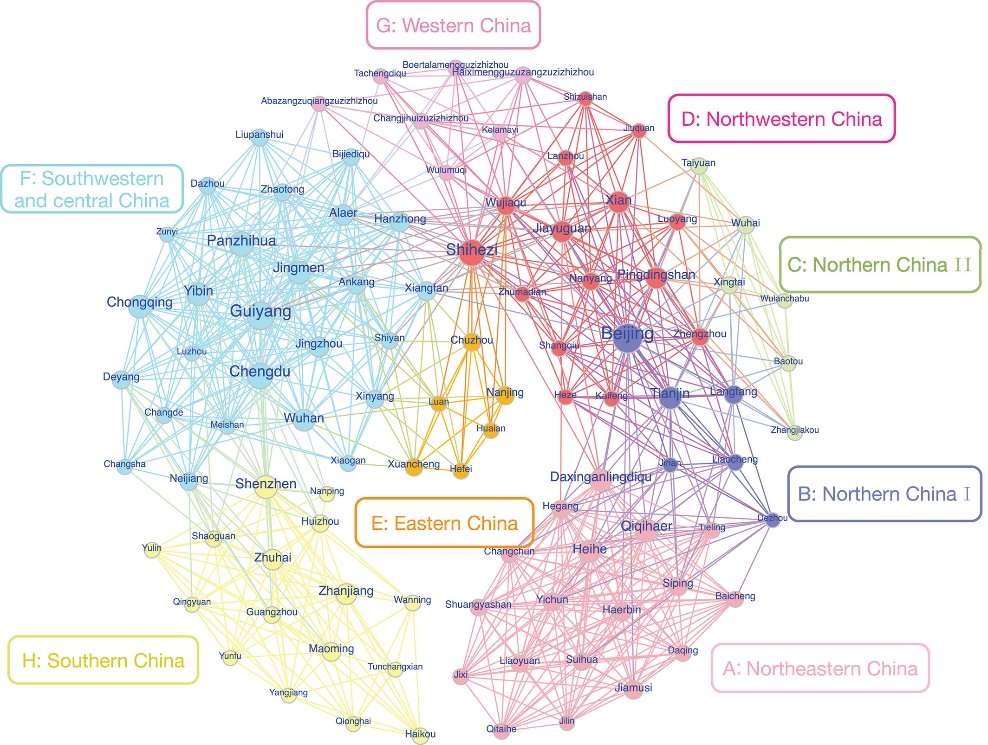 G: Western China
Boertalamengguzizhizhou
Tachengdiqu
Haiximengguzuzangzuzizhizhou
Abazangzuqiangzuzizhizhou
Shizuishan
D: Northwestern China
Changjihuizuzizhizhou
Kelamayi
Jiuquan
Liupanshui
Bijiediqu
Lanzhou
Taiyuan
F: Southwestern
and central China
Dazhou
Zhaotong
Wulumuqi
Wujiaqu
Xian
Alaer
Hanzhong
Luoyang
Wuhai
Zunyi
Panzhihua
Shihezi
Jiayuguan
C: Northern China II
Jingmen
Ankang
Xiangfan
Zhumadian
Nanyang
Pingdingshan
Xingtai
Wulanchabu
Chongqing
Yibin
Guiyang
Beijing
Zhengzhou
Shiyan
Chuzhou
Shangqiu
Jingzhou
Luzhou
Baotou
Deyang
Chengdu
Xinyang
Luan
Nanjing
Heze
Kaifeng
Tianjin
Langfang
Changde
Meishan
Wuhan
Huaian
Zhangjiakou
Changsha
Neijiang
Xiaogan
Xuancheng
Hefei
Jinan
Liaocheng
Daxinganlingdiqu
B: Northern China I
Shenzhen
Nanping
Hegang
Huizhou
E: Eastern China
Qiqihaer
Tieling
Dezhou
Shaoguan
Yulin
Zhuhai
Changchun
Heihe
Siping
Zhanjiang
Wanning
Shuangyashan
Yichun
Haerbin
Baicheng
Qingyuan
Guangzhou
H: Southern China
Yunfu
Maoming
Tunchangxian
Jixi
Liaoyuan
Suihua
Daqing
A: Northeastern China
Yangjiang
Jiamusi
Qionghai
Haikou
Qitaihe
Jilin